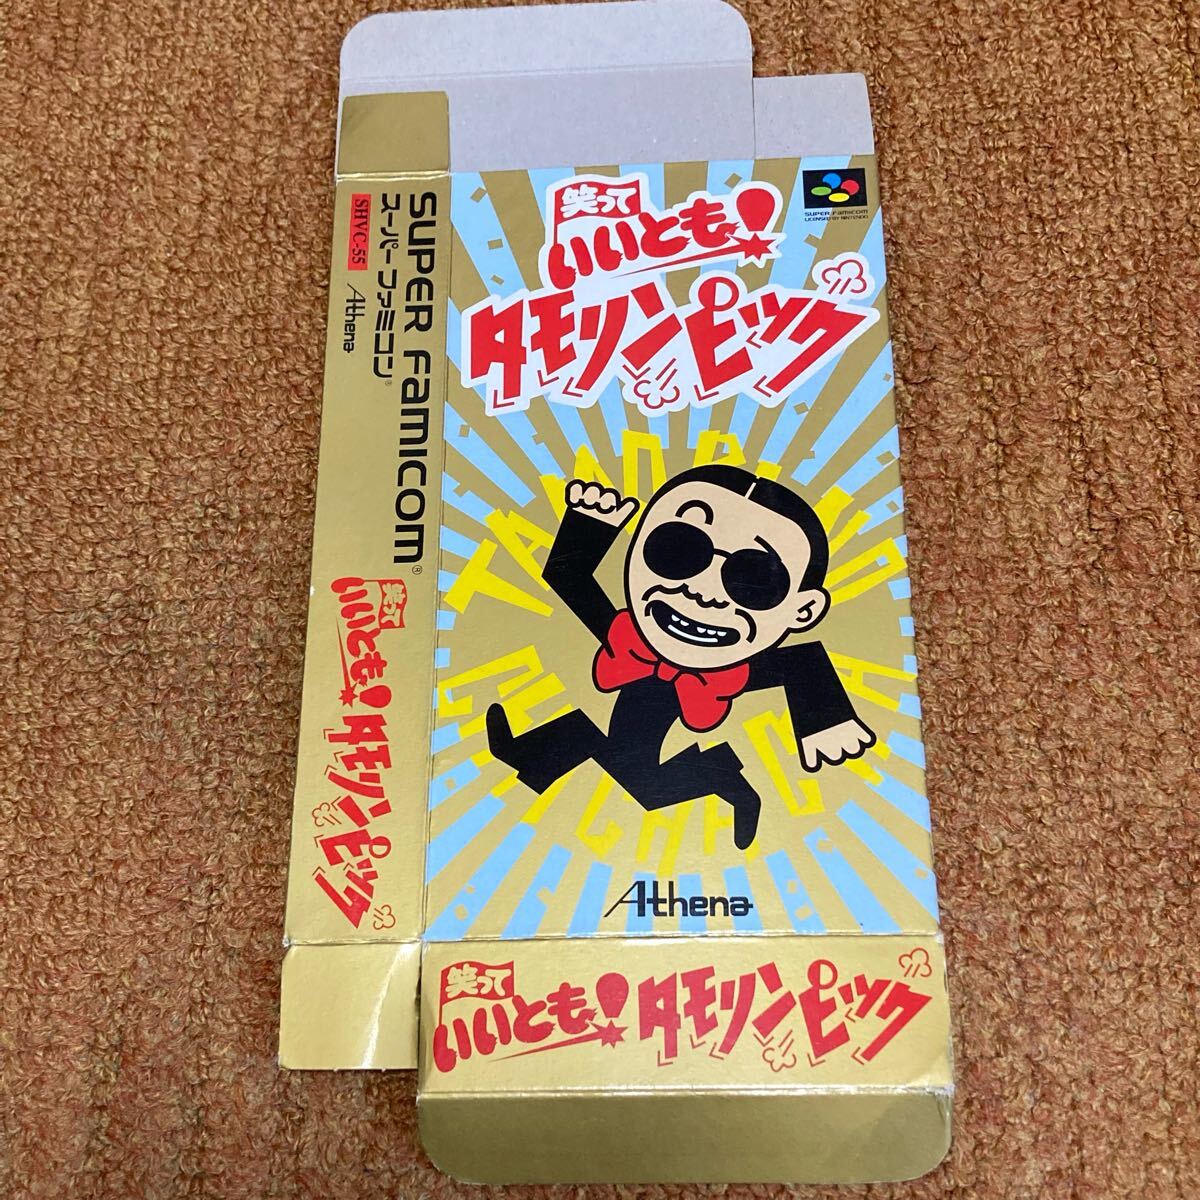 笑って
いいとも!
タモリンピック
SUPER FAMICOM
LICENSED BY NINTENDO
Athena
SUPER FAMICOM®
スーパーファミコン®
SHVC-55
Athena
笑って
いいとも!
タモリンピック
笑って
いいとも!
タモリンピック